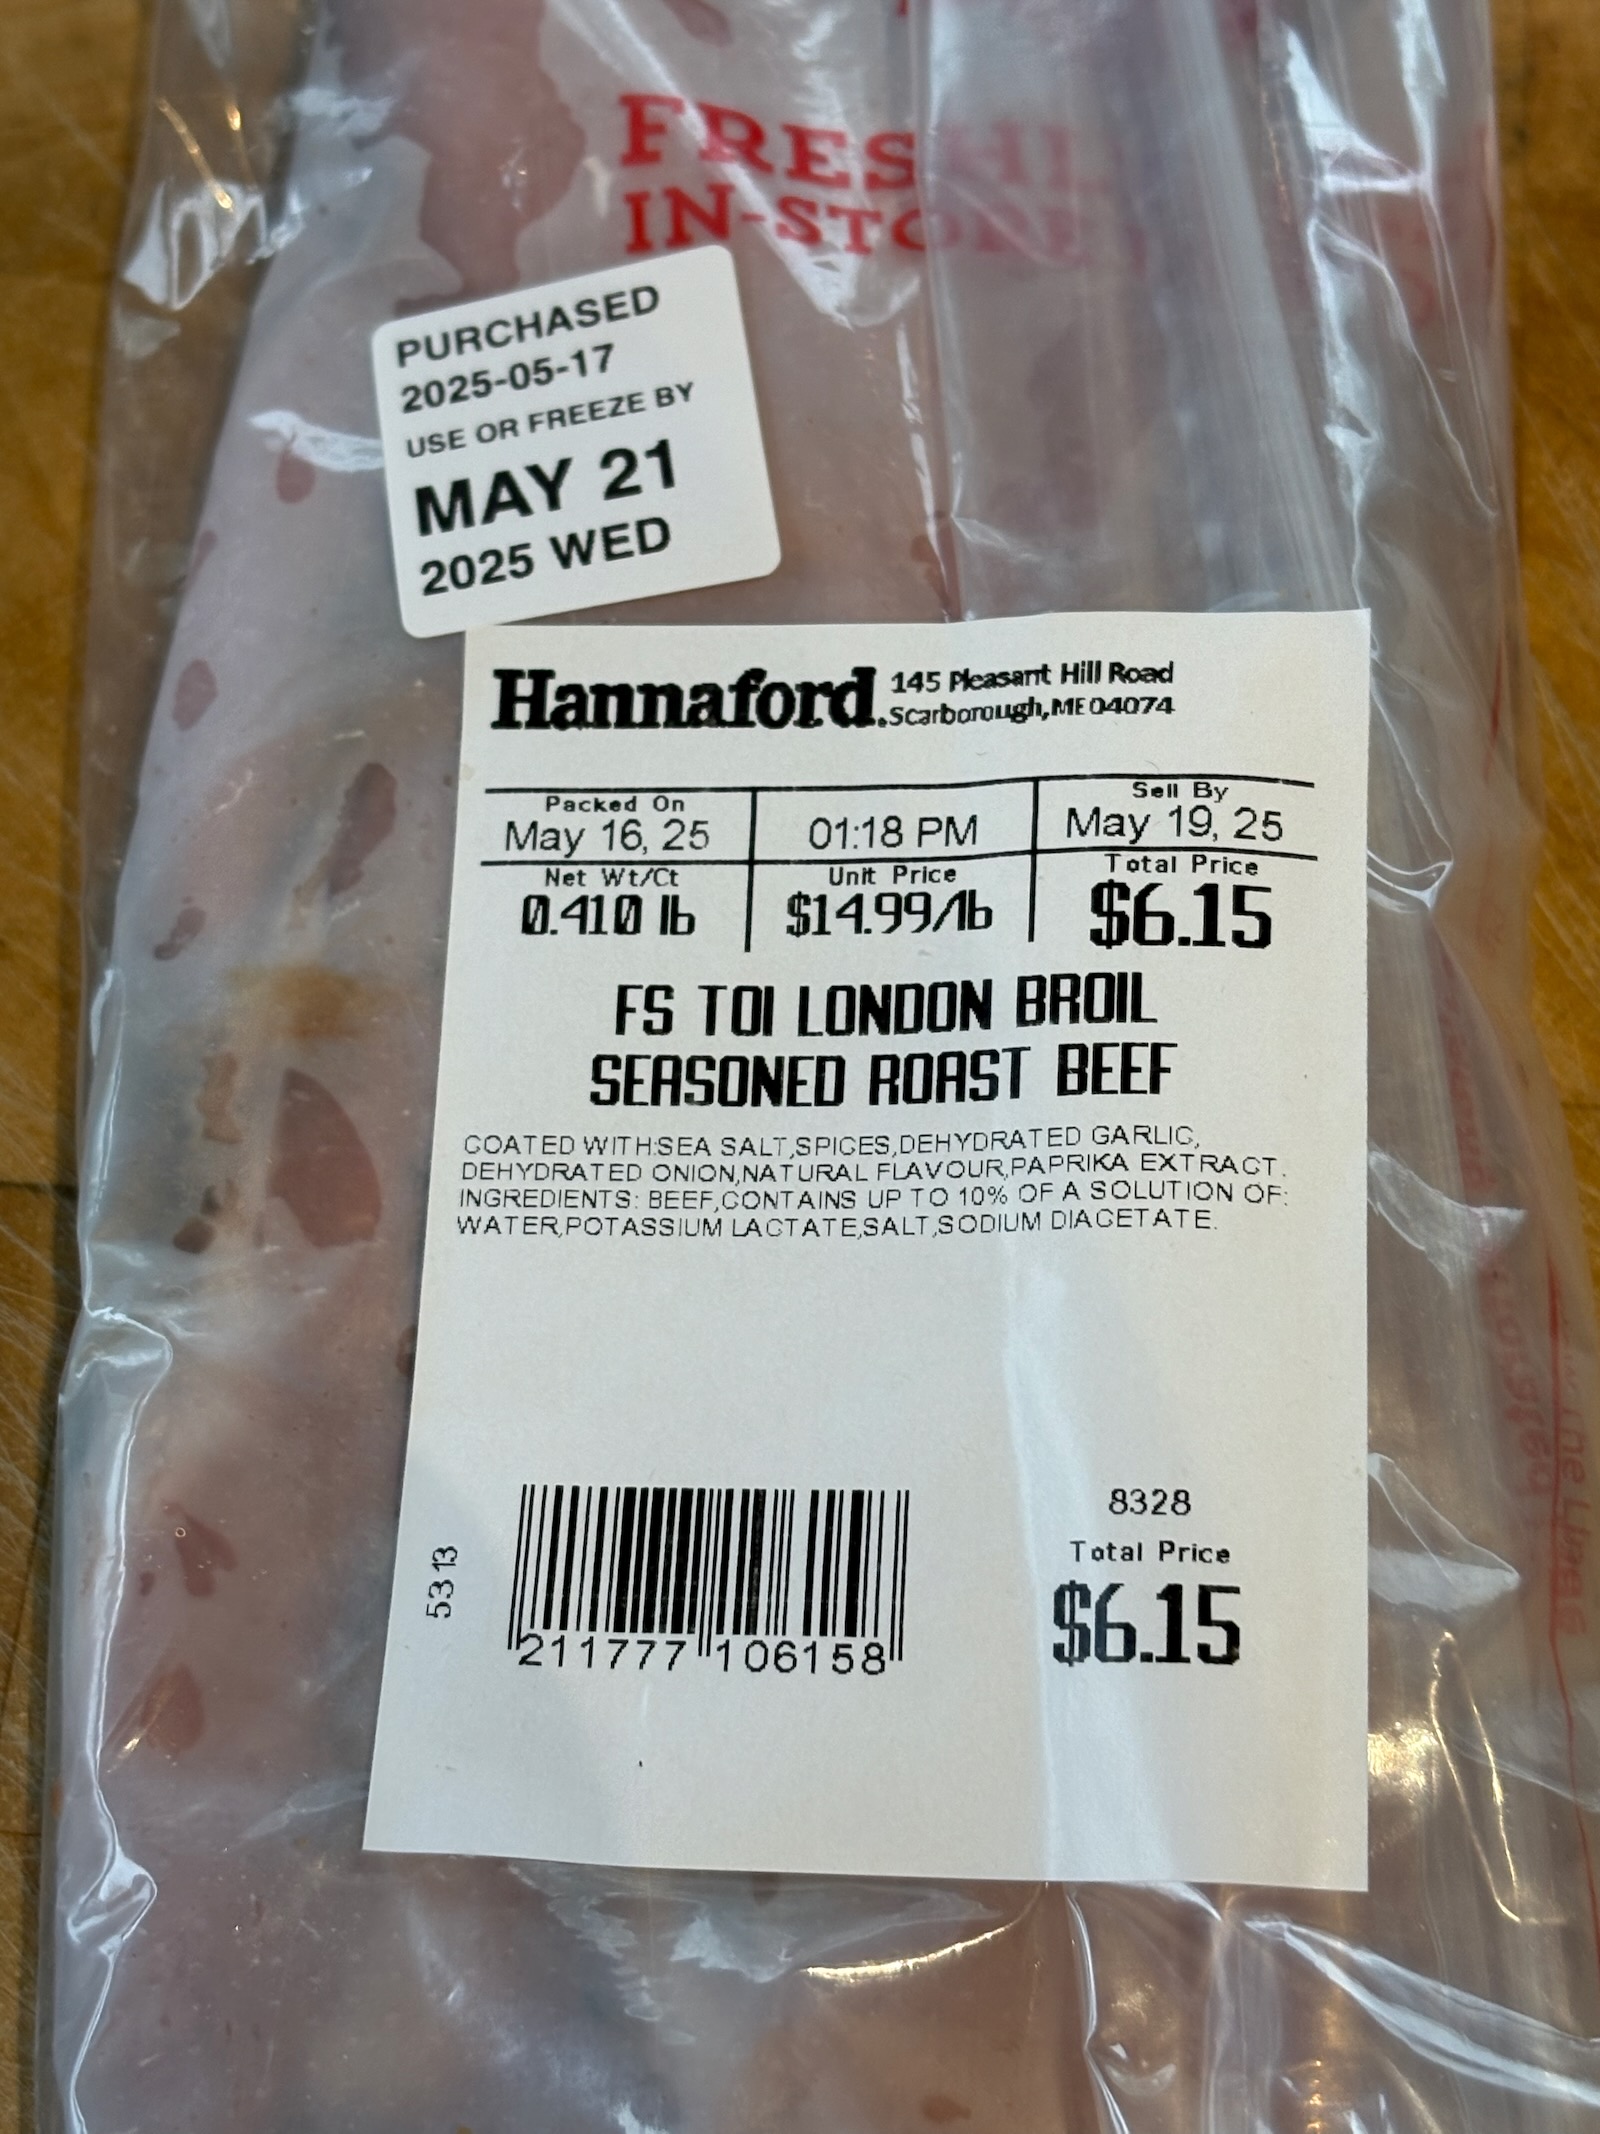 FRESHL
IN-STORE
PURCHASED
2025-05-17
USE OR FREEZE BY
MAY 21
2025 WED
Hannaford. 145 Pleasant Hill Road
Scarborough, ME 04074
Packed On
May 16, 25
01:18 PM
Sell By
May 19, 25
Net Wt/Ct
0.410 lb
Unit Price
$14.99/lb
Total Price
$6.15
FS TOI LONDON BROIL
SEASONED ROAST BEEF
COATED WITH:SEA SALT,SPICES,DEHYDRATED GARLIC,
DEHYDRATED ONION,NATURAL FLAVOUR,PAPRIKA EXTRACT.
INGREDIENTS: BEEF,CONTAINS UP TO 10% OF A SOLUTION OF:
WATER,POTASSIUM LACTATE,SALT,SODIUM DIACETATE.
5313
211777 106158
8328
Total Price
$6.15